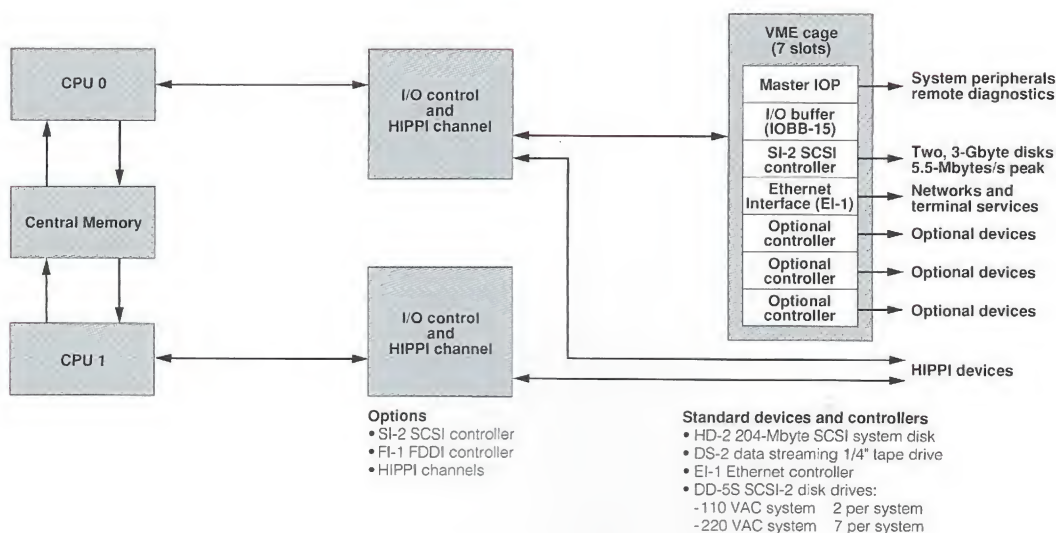 CPU 0
Central Memory
CPU 1
I/O control
and
HIPPI channel
I/O control
and
HIPPI channel
VME cage
(7 slots)
Master IOP
I/O buffer
(IOBB-15)
SI-2 SCSI
controller
Ethernet
Interface (EI-1)
Optional
controller
Optional
controller
Optional
controller
System peripherals
remote diagnostics
Two, 3-Gbyte disks
5.5-Mbytes/s peak
Networks and
terminal services
Optional devices
Optional devices
Optional devices
HIPPI devices
Options
• SI-2 SCSI controller
• FI-1 FDDI controller
• HIPPI channels
Standard devices and controllers
• HD-2 204-Mbyte SCSI system disk
• DS-2 data streaming 1/4" tape drive
• EI-1 Ethernet controller
• DD-5S SCSI-2 disk drives:
-110 VAC system 2 per system
-220 VAC system 7 per system